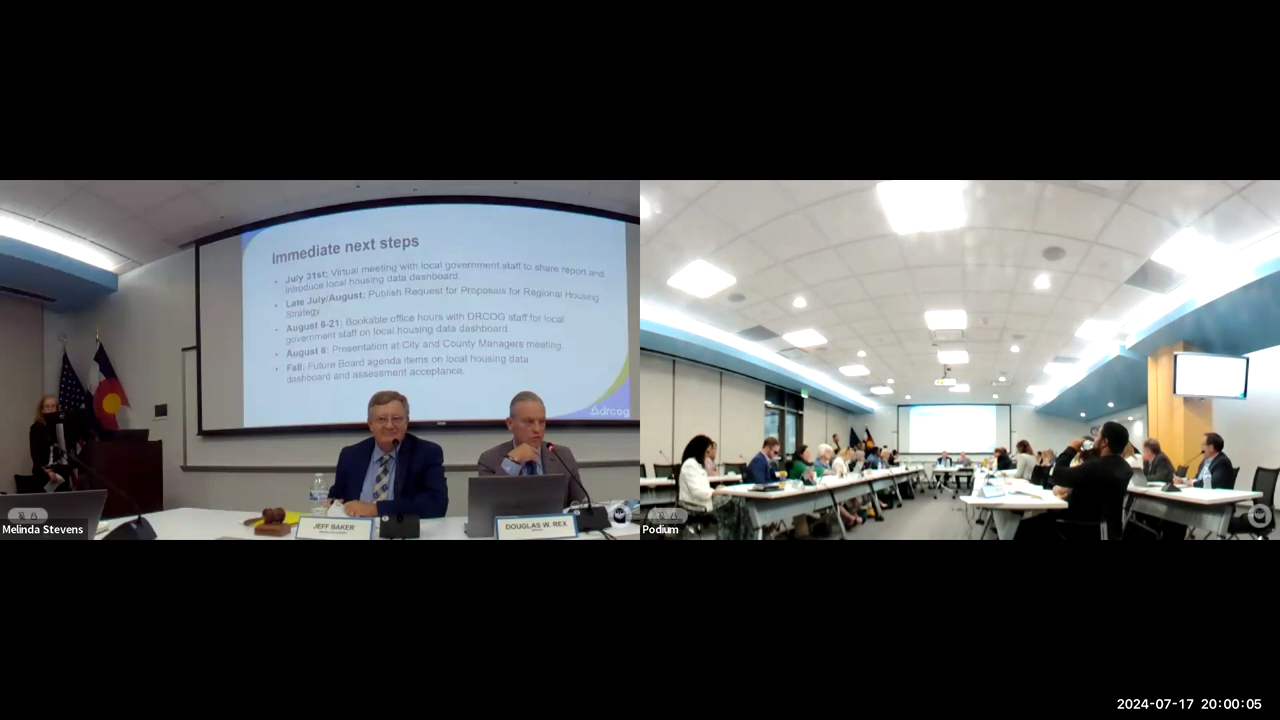 Immediate next steps
• July 31st: Virtual meeting with local government staff to share report and
introduce local housing data dashboard.
• Late July/August: Publish Request for Proposals for Regional Housing
Strategy.
• August 6-21: Bookable office hours with DRCOG staff for local
government staff on local housing data dashboard
• August 8: Presentation at City and County Managers meeting.
• Fall: Future Board agenda items on local housing data
dashboard and assessment acceptance.
drcog
JEFF BAKER
DOUGLAS W. REX
Melinda Stevens
Podium
2024-07-17 20:00:05